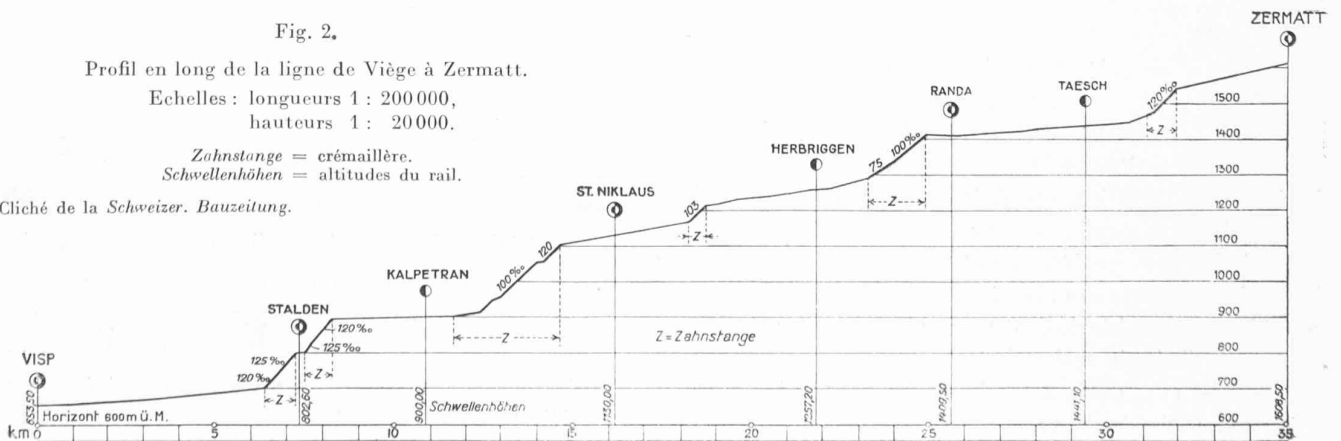 Fig. 2.
Profil en long de la ligne de Viège à Zermatt.
Echelles : longueurs 1 : 200 000,
hauteurs 1 : 20 000.
Zahnstange = crémaillère.
Schwellenhöhen = altitudes du rail.
Cliché de la Schweizer. Bauzeitung.
ZERMATT
TAESCH
RANDA
HERBRIGGEN
ST. NIKLAUS
KALPETRAN
STALDEN
VISP
120‰
Z
100‰
75
Z
103
Z
120
100‰
Z
120‰
125‰
Z
125‰
120‰
Z
Z = Zahnstange
1500
1400
1300
1200
1100
1000
900
800
700
600
Horizont 600m ü. M.
Schwellenhöhen
653,50
802,60
900,00
1130,00
1257,20
1441,10
1608,50
km 0
5
10
15
20
25
30
35